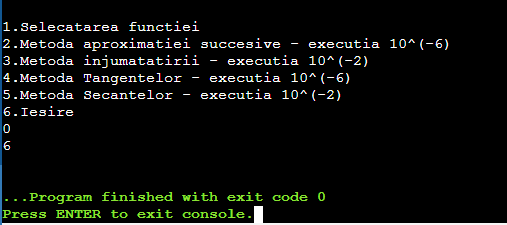 1.Selecatarea functiei
2.Metoda aproximatiei succesive - executia 10^(-6)
3.Metoda injumatatirii - executia 10^(-2)
4.Metoda Tangentelor - executia 10^(-6)
5.Metoda Secantelor - executia 10^(-2)
6.Iesire
0
6
...Program finished with exit code 0
Press ENTER to exit console.